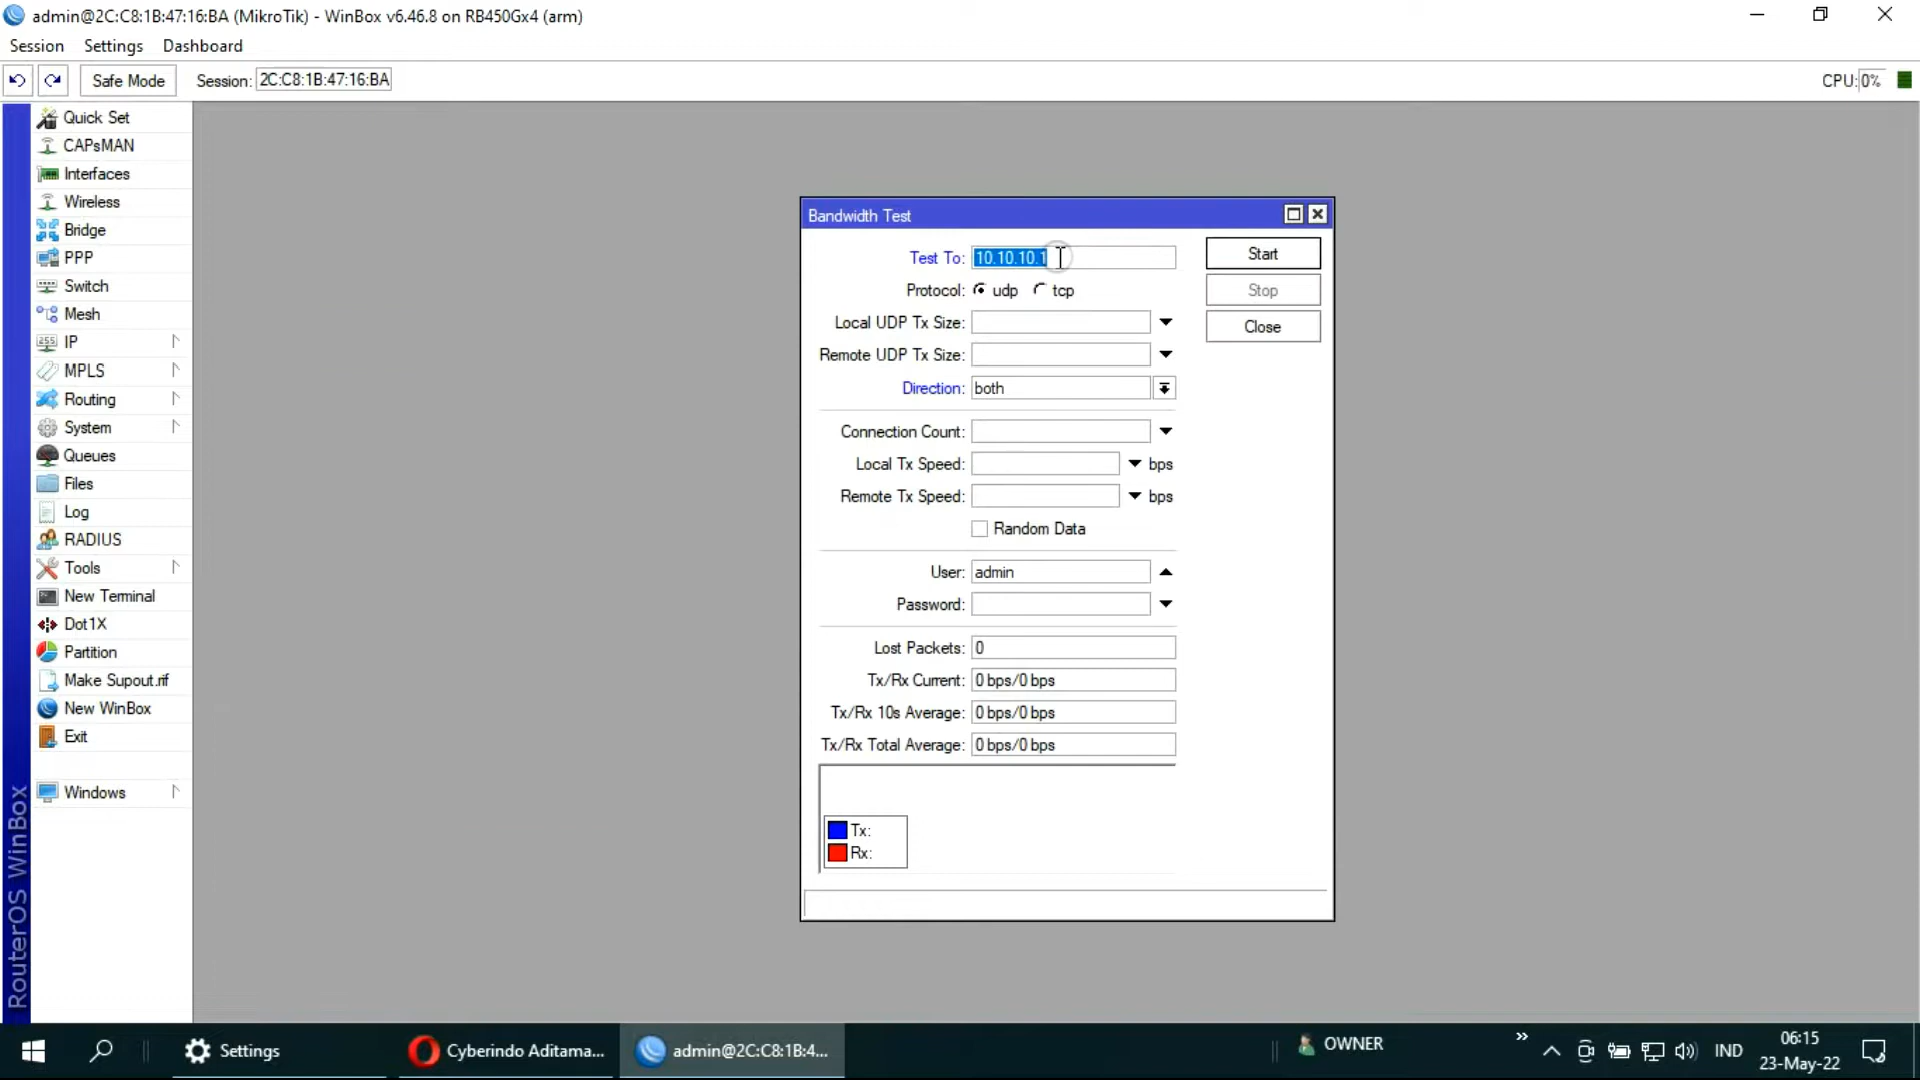 admin@2C:C8:1B:47:16:BA (MikroTik) - WinBox v6.46.8 on RB450Gx4 (arm)
Session Settings Dashboard
Safe Mode Session: 2C:C8:1B:47:16:BA CPU: 0%
Quick Set
CAPsMAN
Interfaces
Wireless
Bridge
PPP
Switch
Mesh
255 IP
MPLS
Routing
System
Queues
Files
Log
RADIUS
Tools
New Terminal
Dot1X
Partition
Make Supout.rif
New WinBox
Exit
Windows
RouterOS WinBox
Bandwidth Test
Test To: 10.10.10.1 Start
Protocol: udp tcp Stop
Local UDP Tx Size:
Close
Remote UDP Tx Size:
Direction: both
Connection Count:
Local Tx Speed: bps
Remote Tx Speed: bps
Random Data
User: admin
Password:
Lost Packets: 0
Tx/Rx Current: 0 bps/0 bps
Tx/Rx 10s Average: 0 bps/0 bps
Tx/Rx Total Average: 0 bps/0 bps
Tx:
Rx:
Settings Cyberindo Aditama... admin@2C:C8:1B:4... OWNER IND 06:15
23-May-22